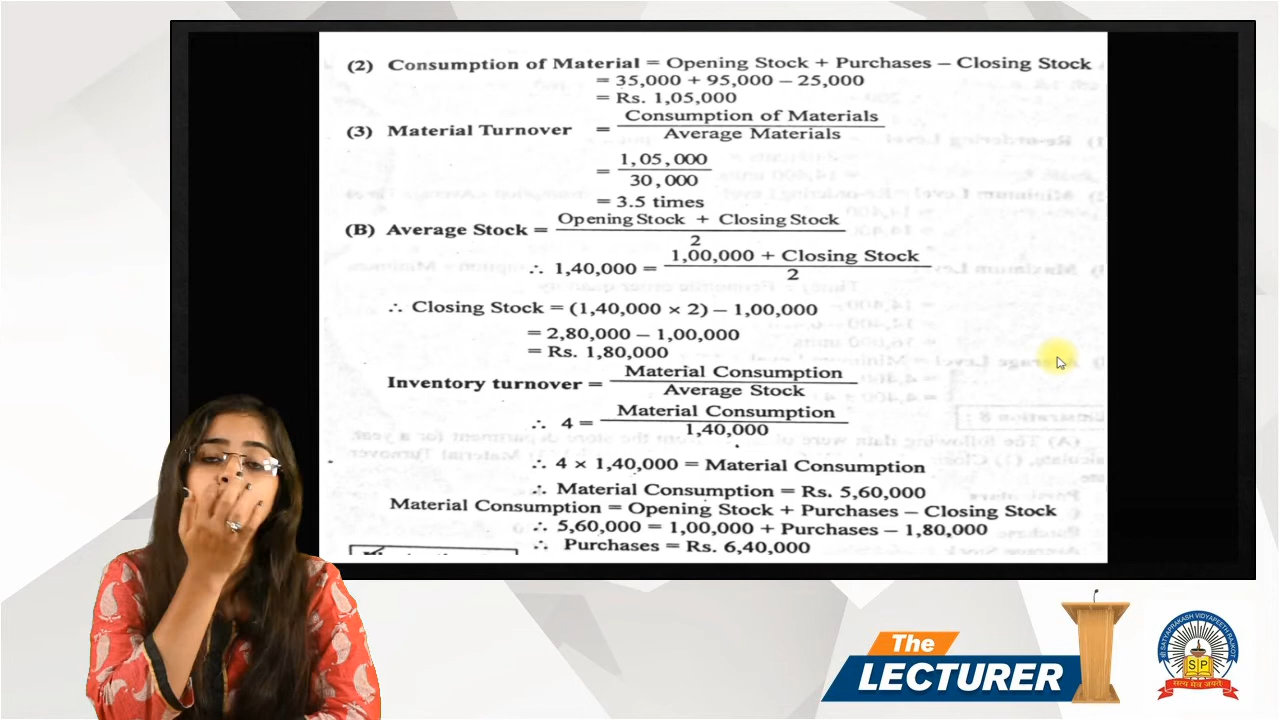 (2) Consumption of Material = Opening Stock + Purchases − Closing Stock
= 35,000 + 95,000 − 25,000
= Rs. 1,05,000
(3) Material Turnover = Consumption of Materials
Average Materials
= 1,05,000
30,000
= 3.5 times
(B) Average Stock = Opening Stock + Closing Stock
2
∴ 1,40,000 = 1,00,000 + Closing Stock
2
∴ Closing Stock = (1,40,000 × 2) − 1,00,000
= 2,80,000 − 1,00,000
= Rs. 1,80,000
Inventory turnover = Material Consumption
Average Stock
∴ 4 = Material Consumption
1,40,000
∴ 4 × 1,40,000 = Material Consumption
∴ Material Consumption = Rs. 5,60,000
Material Consumption = Opening Stock + Purchases − Closing Stock
∴ 5,60,000 = 1,00,000 + Purchases − 1,80,000
∴ Purchases = Rs. 6,40,000
The
LECTURER
SATYAPRAKASH VIDYAPEETH RAJKOT
SP
सत्य मेव जयते